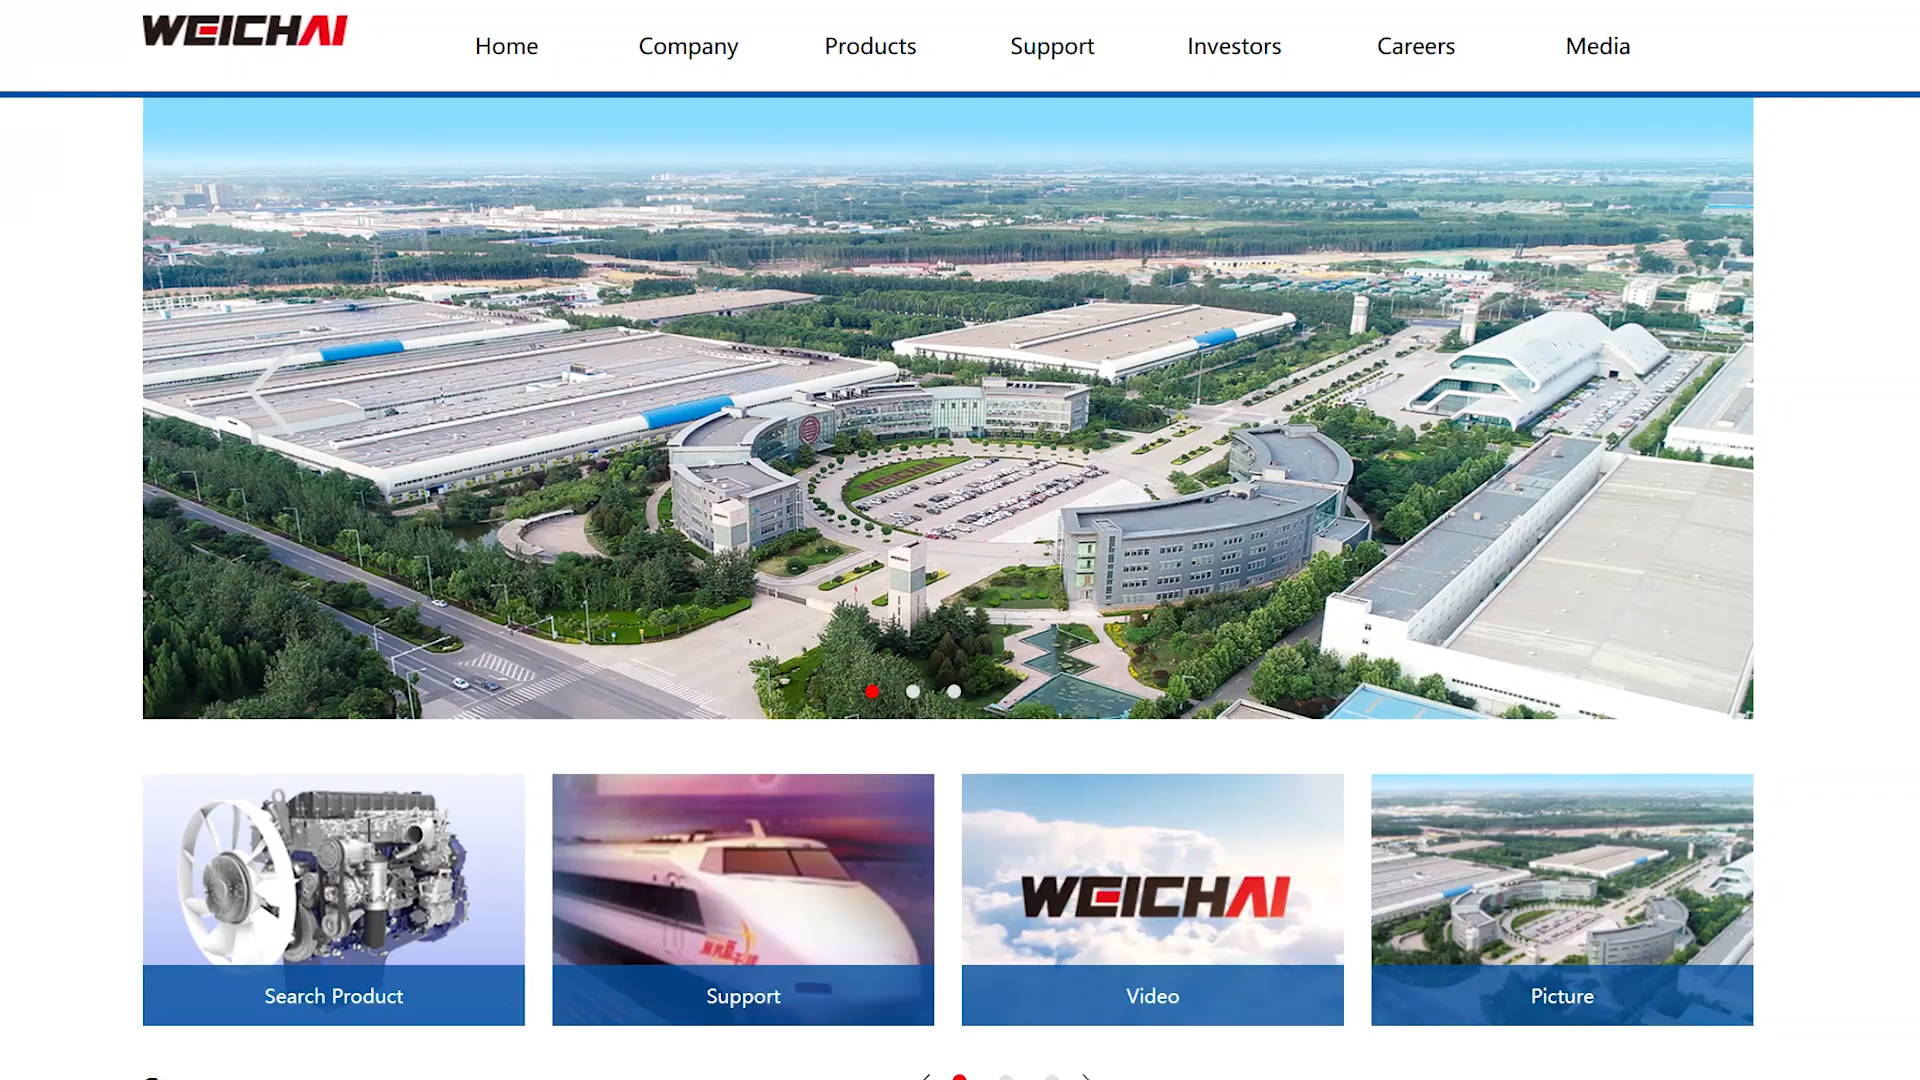 WEICHAI
Home
Company
Products
Support
Investors
Careers
Media
WEICHAI
Search Product
Support
Video
Picture